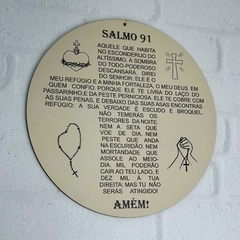 SALMO 91
AQUELE QUE HABITA
NO ESCONDERIJO DO
ALTÍSSIMO, À SOMBRA
DO TODO-PODEROSO
DESCANSARÁ. DIREI
DO SENHOR: ELE É O
MEU REFÚGIO E A MINHA FORTALEZA, O MEU DEUS, EM
QUEM CONFIO. PORQUE ELE TE LIVRA DO LAÇO DO
PASSARINHO, E DA PESTE PERNICIOSA. ELE TE COBRE COM
AS SUAS PENAS, E DEBAIXO DAS SUAS ASAS ENCONTRAS
REFÚGIO; A SUA VERDADE É ESCUDO E BROQUEL.
NÃO TEMERÁS OS
TERRORES DA NOITE,
NEM A SETA QUE
VOE DE DIA, NEM
PESTE QUE ANDA
NA ESCURIDÃO, NEM
MORTANDADE QUE
ASSOLE AO MEIO-
DIA. MIL PODERÃO
CAIR AO TEU LADO, E
DEZ MIL À TUA
DIREITA; MAS TU NÃO
SERÁS ATINGIDO!
AMÉM!